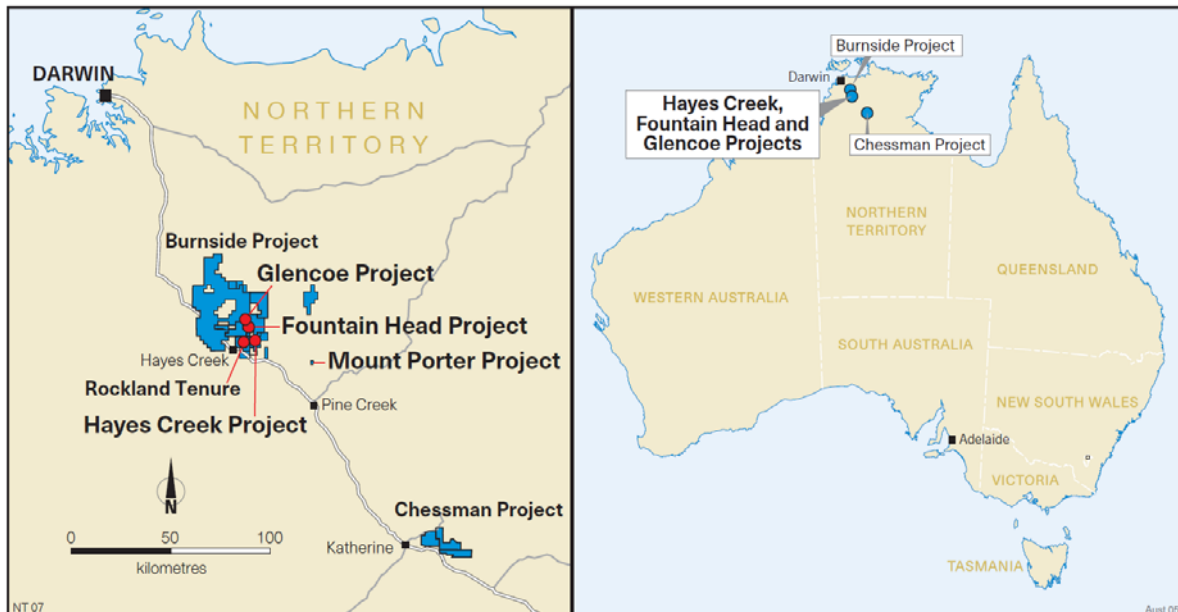 DARWIN
NORTHERN
TERRITORY
Burnside Project
Glencoe Project
Fountain Head Project
Hayes Creek
Mount Porter Project
Rockland Tenure
Pine Creek
Hayes Creek Project
N
Chessman Project
0 50 100
kilometres
Katherine
NT 07
Burnside Project
Darwin
Hayes Creek,
Fountain Head and
Glencoe Projects
Chessman Project
NORTHERN
TERRITORY
QUEENSLAND
WESTERN AUSTRALIA
SOUTH AUSTRALIA
NEW SOUTH WALES
Adelaide
VICTORIA
TASMANIA
Aust 05